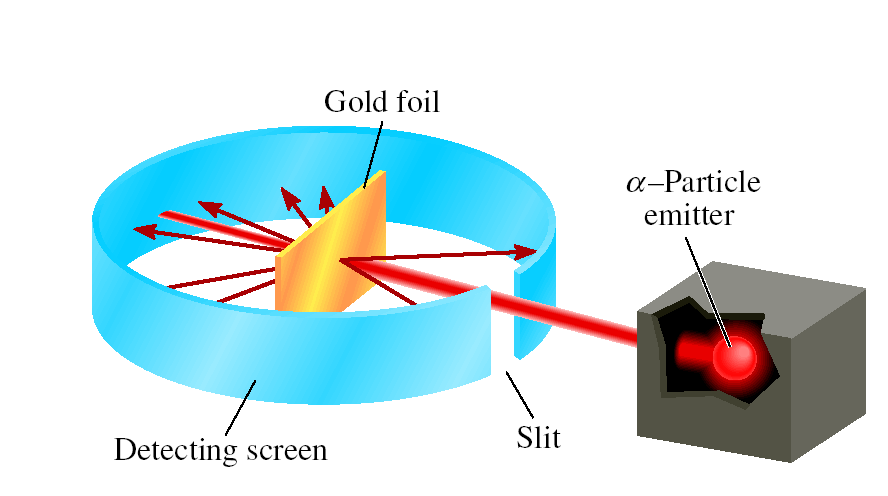 Gold foil
α–Particle
emitter
Slit
Detecting screen